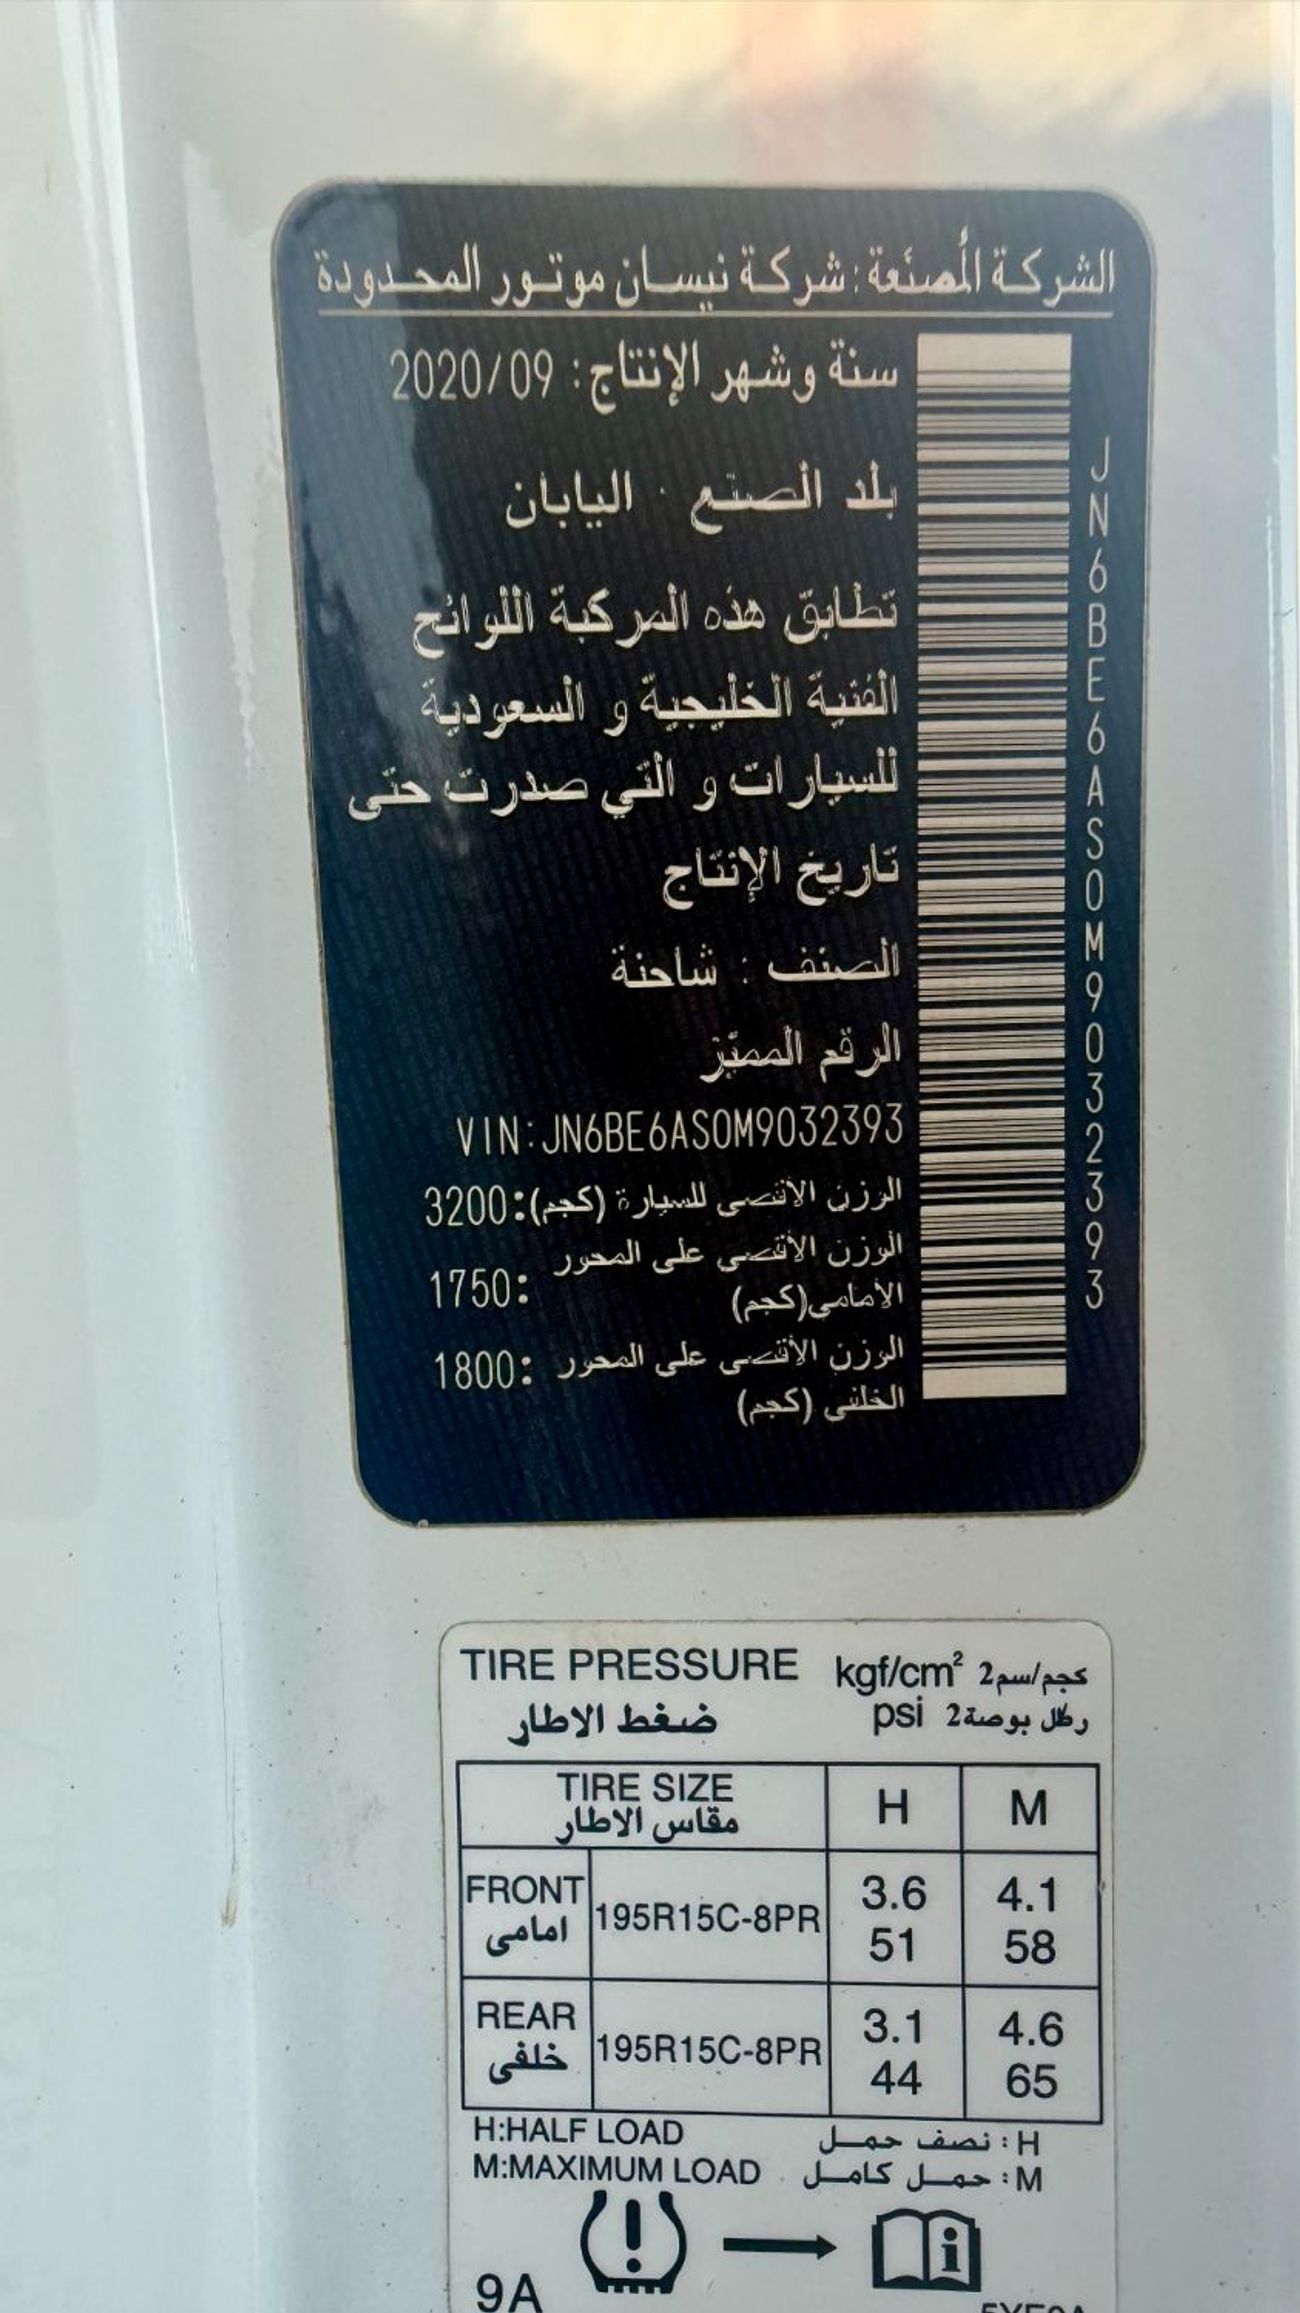 الشركة المُصنّعة: شركة نيسان موتور المحدودة
سنة وشهر الإنتاج: 2020/09
بلد الصنع : اليابان
تطابق هذه المركبة اللوائح
الفنية الخليجية و السعودية
للسيارات و التي صدرت حتى
تاريخ الإنتاج
الصنف : شاحنة
الرقم المميّز
VIN:JN6BE6AS0M9032393
الوزن الأقصى للسيارة (كجم):3200
الوزن الأقصى على المحور
الأمامي(كجم) :1750
الوزن الأقصى على المحور
الخلفي (كجم) :1800
JN6BE6AS0M9032393
TIRE PRESSURE kgf/cm² كجم/سم2
ضغط الاطار psi رطل بوصة2
TIRE SIZE H M
مقاس الاطار
FRONT 195R15C-8PR 3.6 4.1
امامى 51 58
REAR 195R15C-8PR 3.1 4.6
خلفى 44 65
H:HALF LOAD H: نصف حمل
M:MAXIMUM LOAD M: حمل كامل
9A